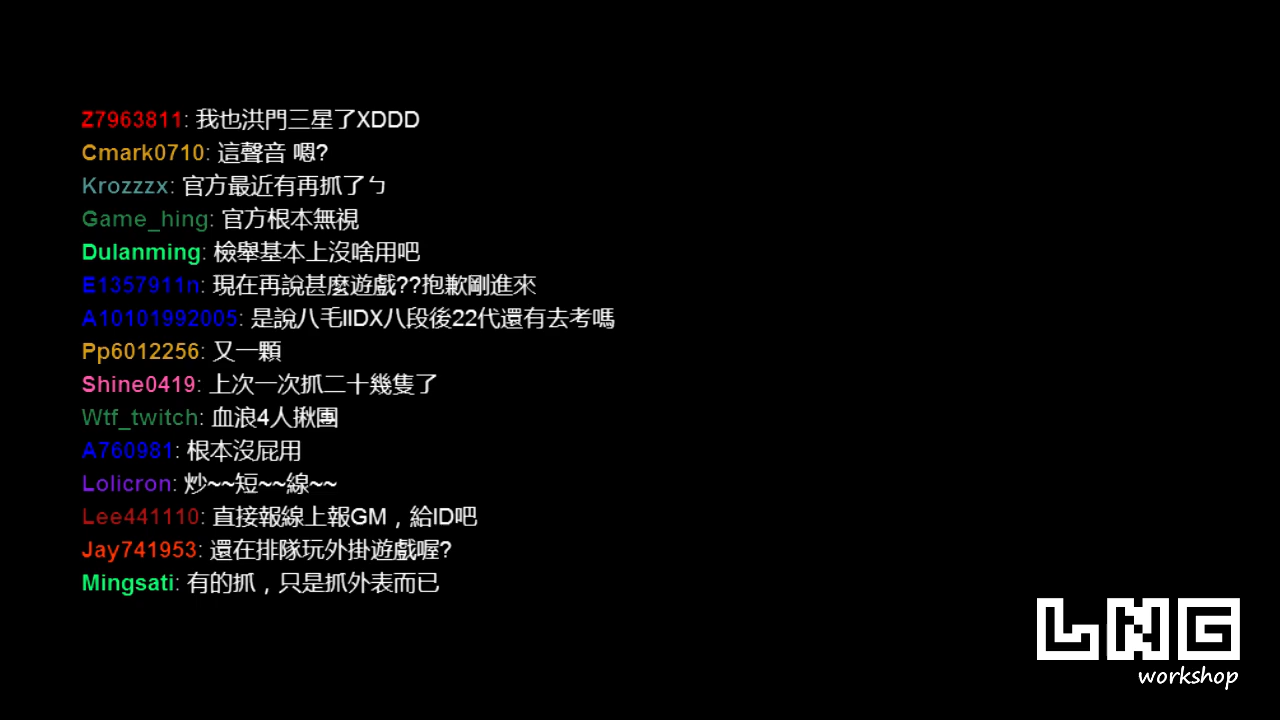 Z7963811: 我也洪門三星了XDDD
Cmark0710: 這聲音 嗯?
Krozzzx: 官方最近有再抓了ㄅ
Game_hing: 官方根本無視
Dulanming: 檢舉基本上沒啥用吧
E1357911n: 現在再說甚麼遊戲??抱歉剛進來
A10101992005: 是說八毛IIDX八段後22代還有去考嗎
Pp6012256: 又一顆
Shine0419: 上次一次抓二十幾隻了
Wtf_twitch: 血浪4人揪團
A760981: 根本沒屁用
Lolicron: 炒~~短~~線~~
Lee441110: 直接報線上報GM，給ID吧
Jay741953: 還在排隊玩外掛遊戲喔?
Mingsati: 有的抓，只是抓外表而已
LNG
workshop